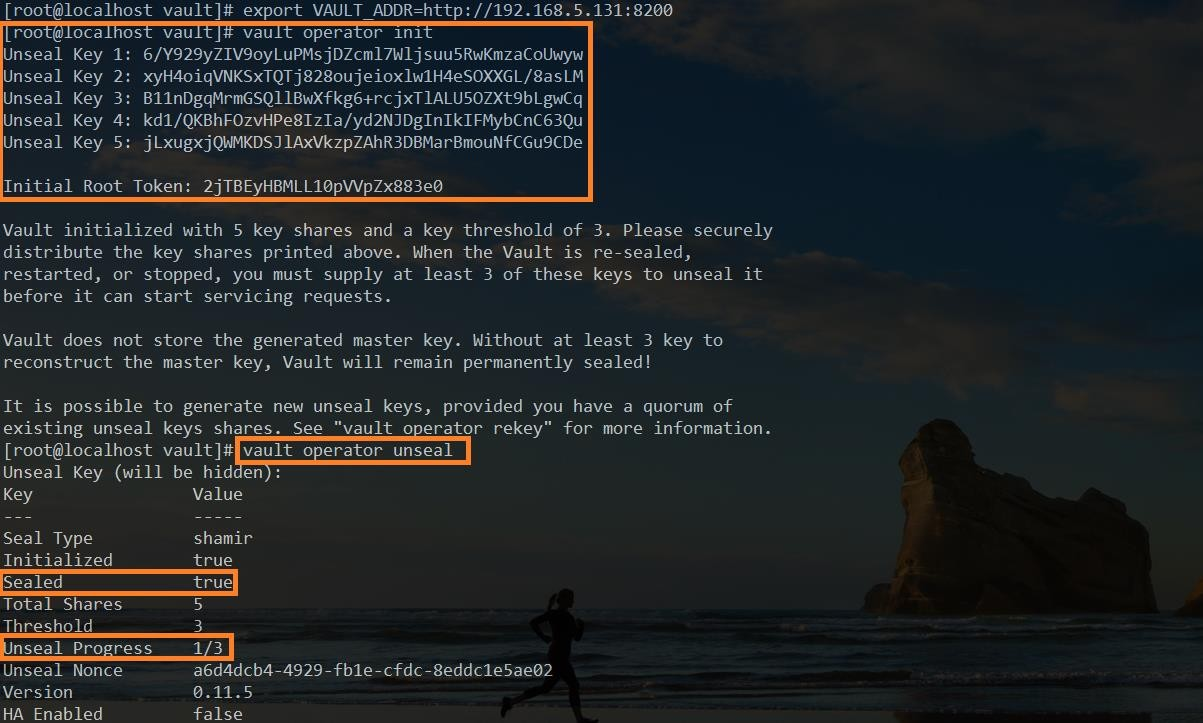 [root@localhost vault]# export VAULT_ADDR=http://192.168.5.131:8200
[root@localhost vault]# vault operator init
Unseal Key 1: 6/Y929yZIV9oyLuPMsjDZcml7Wljsuu5RwKmzaCoUwyw
Unseal Key 2: xyH4oiqVNKSxTQTj828oujeioxlw1H4eSOXXGL/8asLM
Unseal Key 3: B11nDgqMrmGSQllBwXfkg6+rcjxTlALU5OZXt9bLgwCq
Unseal Key 4: kd1/QKBhFOzvHPe8IzIa/yd2NJDgInIkIFMybCnC63Qu
Unseal Key 5: jLxugxjQWMKDSJlAxVkzpZAhR3DBMarBmouNfCGu9CDe
Initial Root Token: 2jTBEyHBMLL10pVVpZx883e0
Vault initialized with 5 key shares and a key threshold of 3. Please securely
distribute the key shares printed above. When the Vault is re-sealed,
restarted, or stopped, you must supply at least 3 of these keys to unseal it
before it can start servicing requests.
Vault does not store the generated master key. Without at least 3 key to
reconstruct the master key, Vault will remain permanently sealed!
It is possible to generate new unseal keys, provided you have a quorum of
existing unseal keys shares. See "vault operator rekey" for more information.
[root@localhost vault]# vault operator unseal
Unseal Key (will be hidden):
Key Value
--- -----
Seal Type shamir
Initialized true
Sealed true
Total Shares 5
Threshold 3
Unseal Progress 1/3
Unseal Nonce a6d4dcb4-4929-fb1e-cfdc-8eddc1e5ae02
Version 0.11.5
HA Enabled false